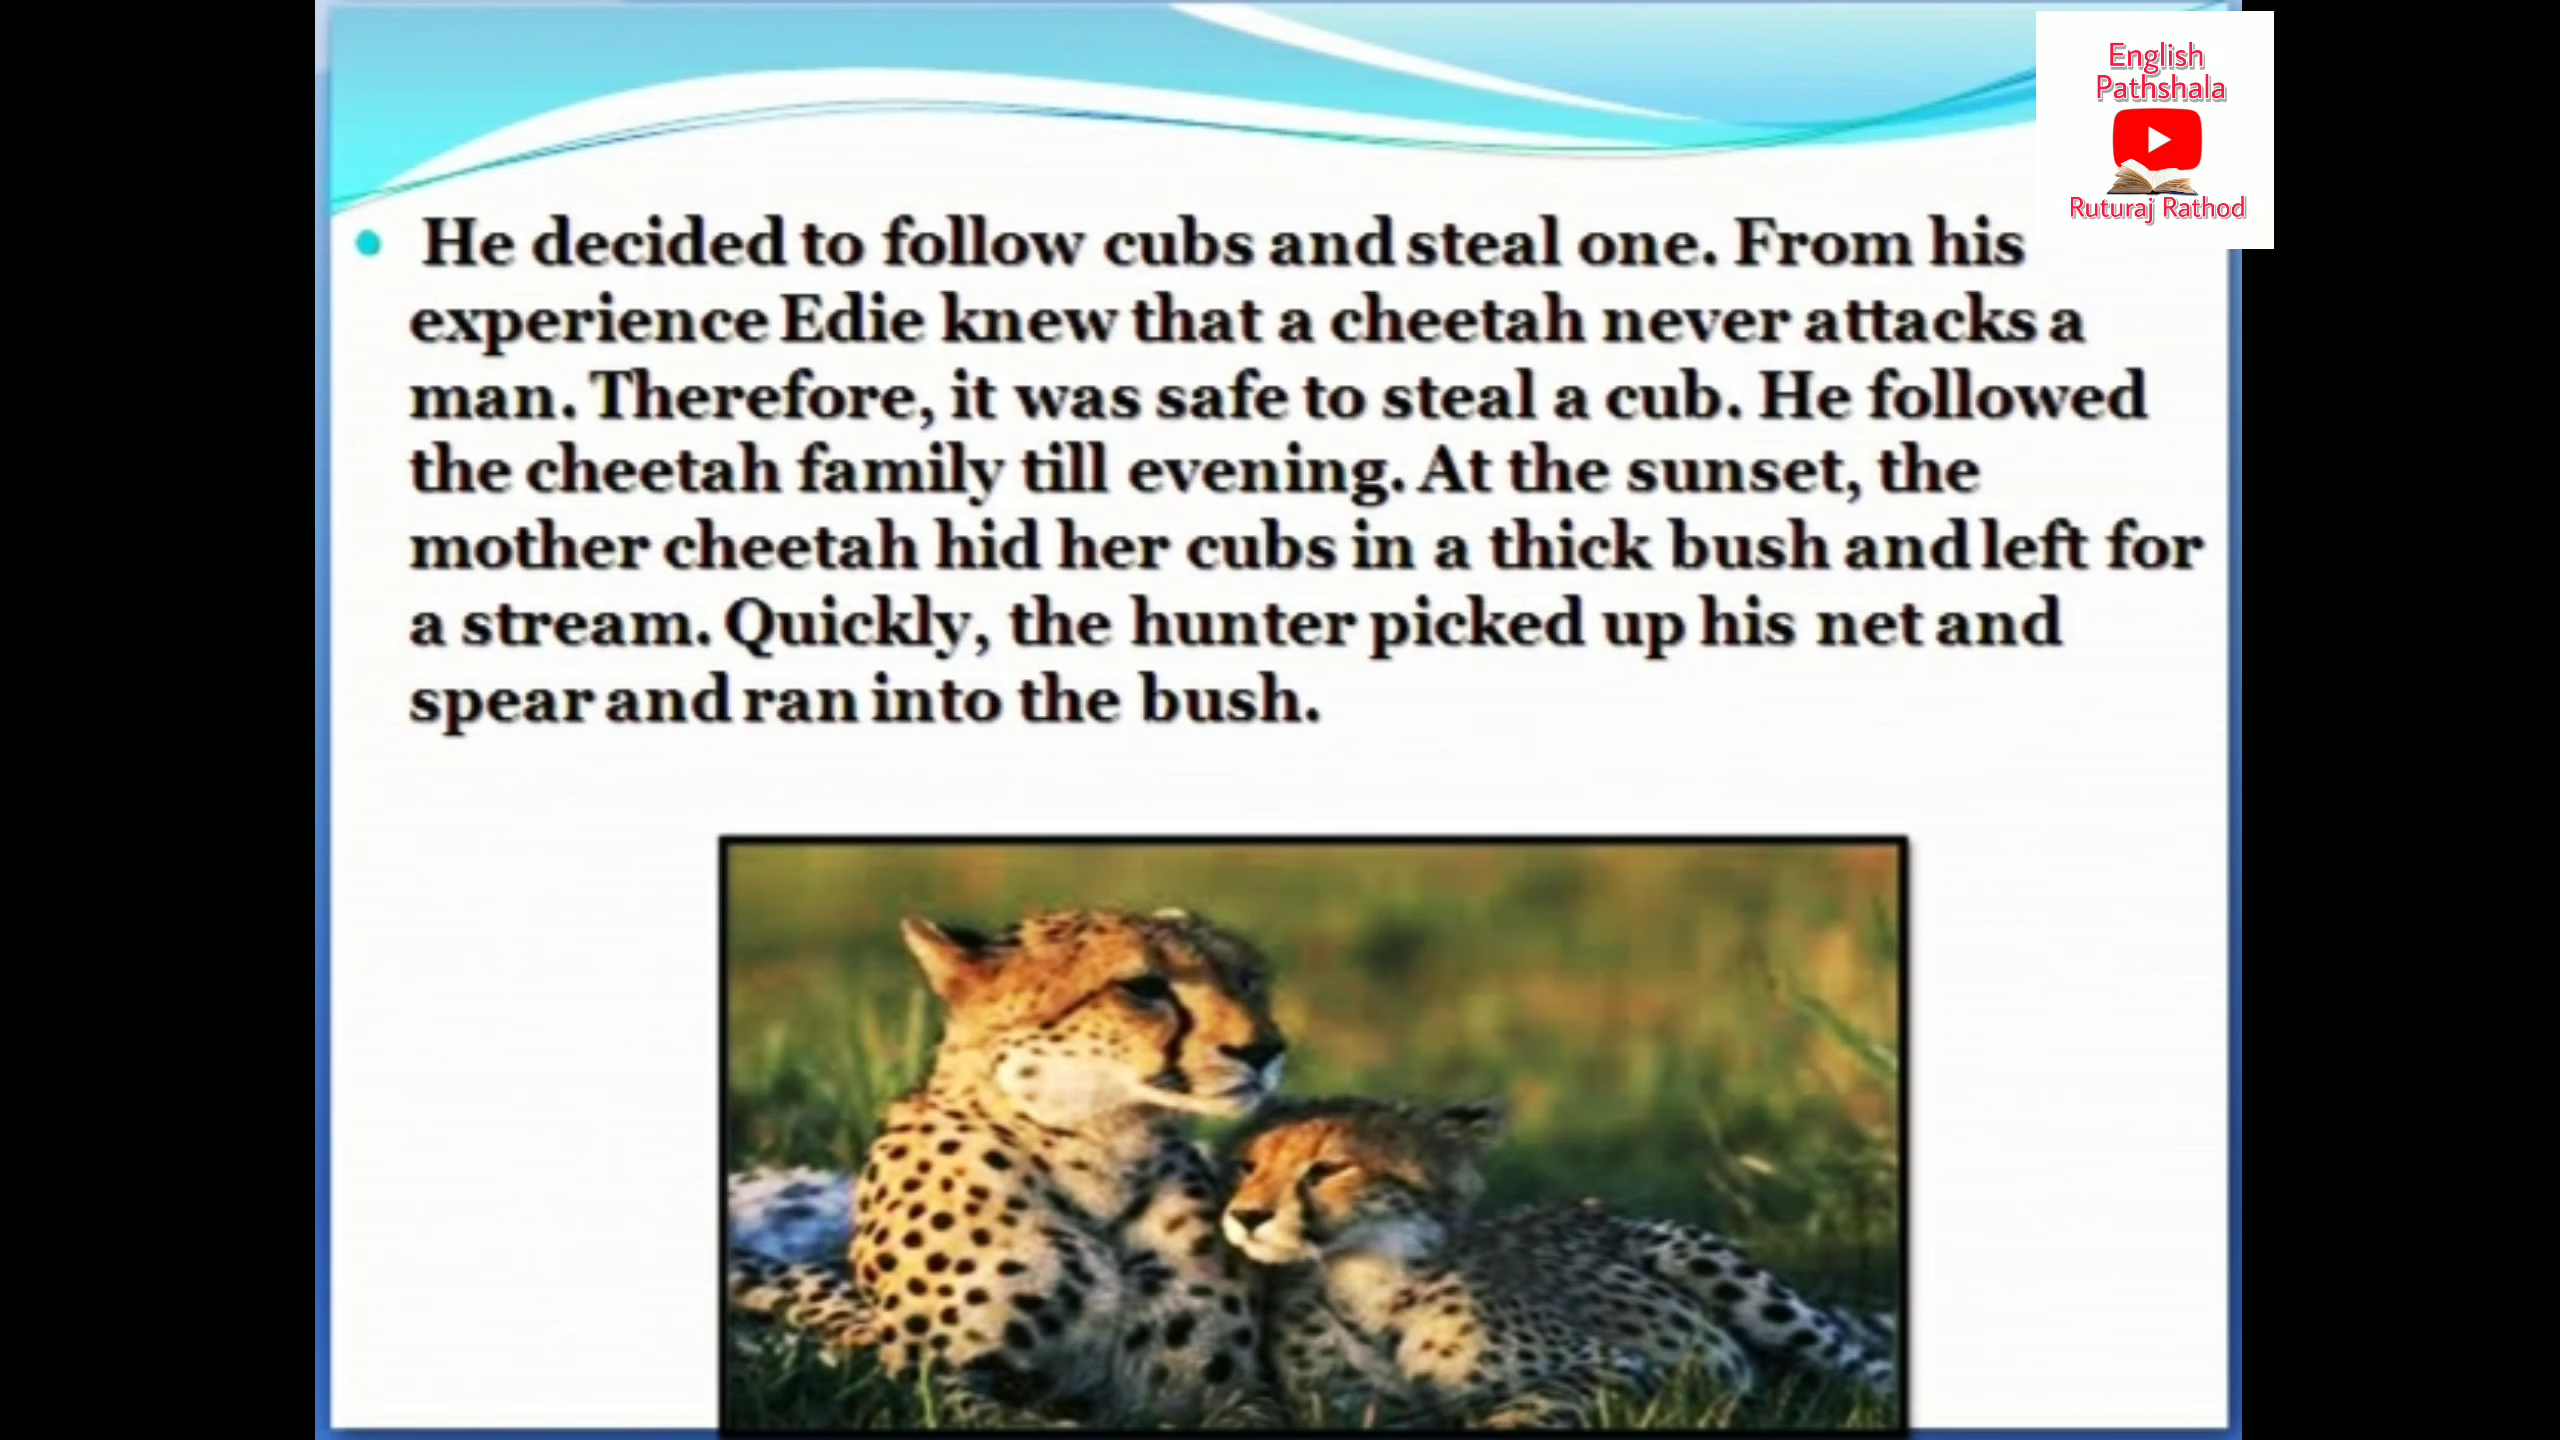 English
Pathshala
Ruturaj Rathod
He decided to follow cubs and steal one. From his
experience Edie knew that a cheetah never attacks a
man. Therefore, it was safe to steal a cub. He followed
the cheetah family till evening. At the sunset, the
mother cheetah hid her cubs in a thick bush and left for
a stream. Quickly, the hunter picked up his net and
spear and ran into the bush.